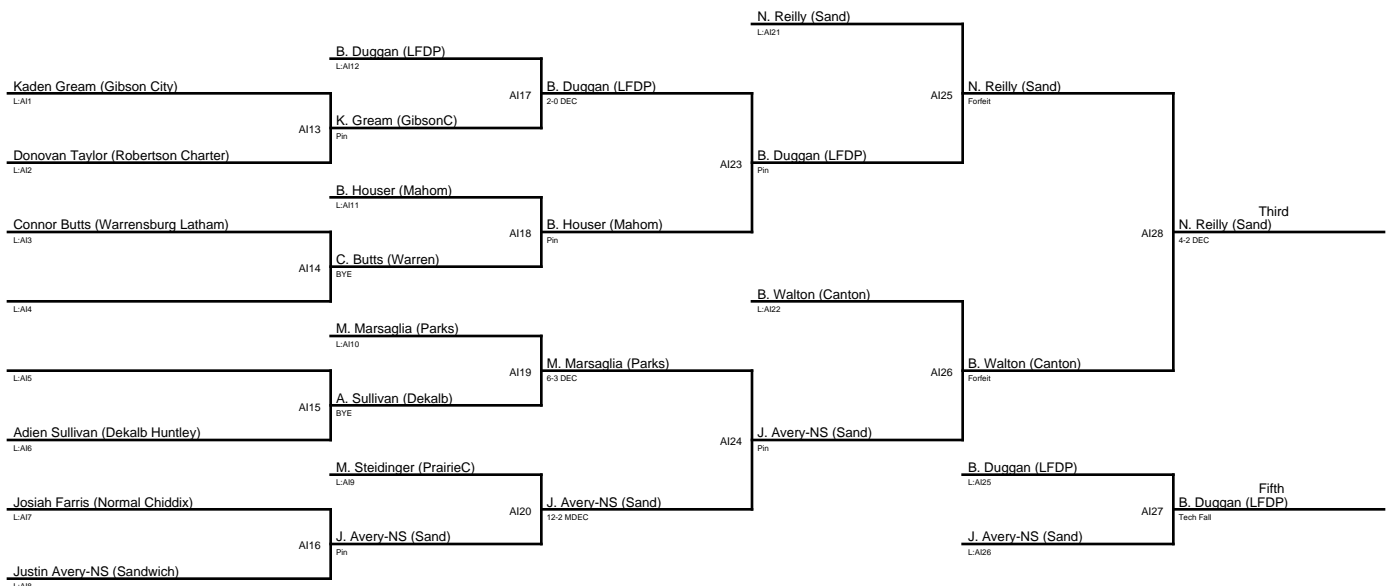 N. Reilly (Sand)
L:AI21
B. Duggan (LFDP)
L:AI12
Kaden Gream (Gibson City)
L:AI1
AI17
B. Duggan (LFDP)
2-0 DEC
AI25
N. Reilly (Sand)
Forfeit
AI13
K. Gream (GibsonC)
Pin
Donovan Taylor (Robertson Charter)
L:AI2
AI23
B. Duggan (LFDP)
Pin
B. Houser (Mahom)
L:AI11
Connor Butts (Warrensburg Latham)
L:AI3
AI18
B. Houser (Mahom)
Pin
AI28
Third
N. Reilly (Sand)
4-2 DEC
AI14
C. Butts (Warren)
BYE
L:AI4
B. Walton (Canton)
L:AI22
M. Marsaglia (Parks)
L:AI10
L:AI5
AI19
M. Marsaglia (Parks)
6-3 DEC
AI26
B. Walton (Canton)
Forfeit
AI15
A. Sullivan (Dekalb)
BYE
Adien Sullivan (Dekalb Huntley)
L:AI6
AI24
J. Avery-NS (Sand)
Pin
M. Steidinger (PrairieC)
L:AI9
B. Duggan (LFDP)
L:AI25
Josiah Farris (Normal Chiddix)
L:AI7
AI20
J. Avery-NS (Sand)
12-2 MDEC
AI27
Fifth
B. Duggan (LFDP)
Tech Fall
AI16
J. Avery-NS (Sand)
Pin
J. Avery-NS (Sand)
L:AI26
Justin Avery-NS (Sandwich)
L:AI8